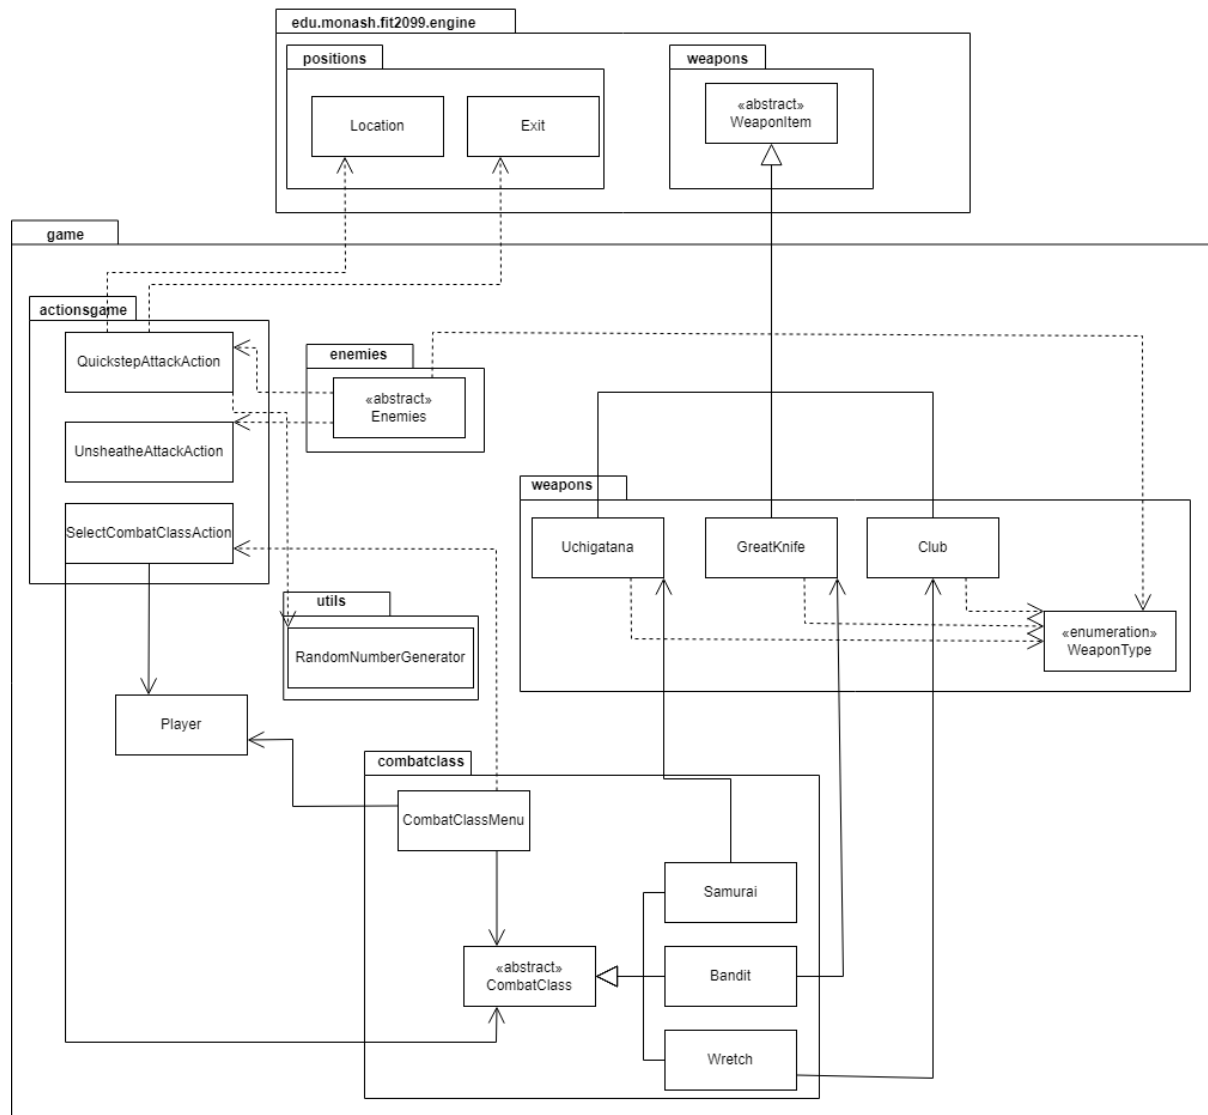 edu.monash.fit2099.engine
positions
weapons
Location
Exit
«abstract»
WeaponItem
game
actionsgame
QuickstepAttackAction
enemies
«abstract»
Enemies
UnsheatheAttackAction
SelectCombatClassAction
weapons
Uchigatana
GreatKnife
Club
utils
RandomNumberGenerator
«enumeration»
WeaponType
Player
combatclass
CombatClassMenu
Samurai
«abstract»
CombatClass
Bandit
Wretch